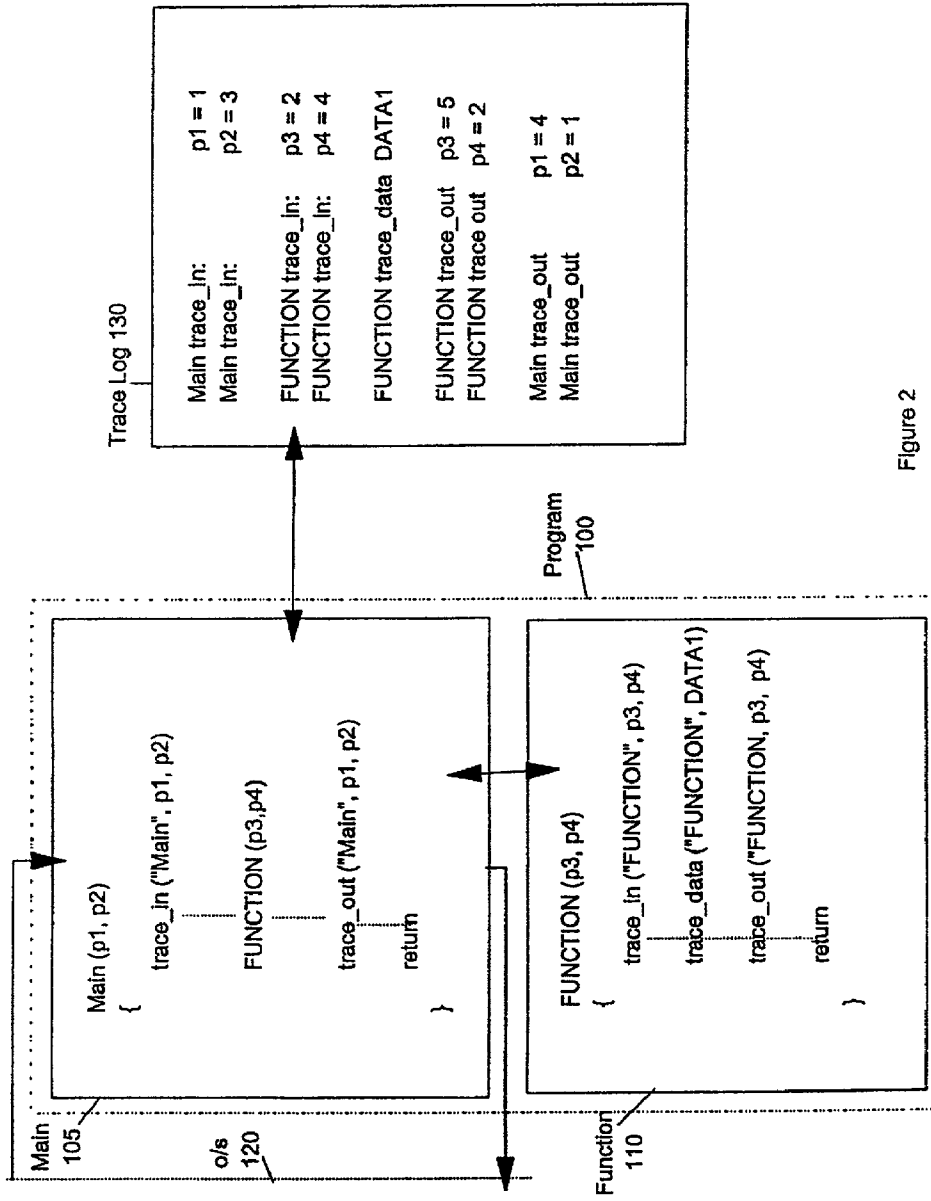 Main
105
o/s
120
Main (p1, p2)
{
trace_in ("Main", p1, p2)
FUNCTION (p3,p4)
trace_out ("Main", p1, p2)
return
}
Function
110
FUNCTION (p3, p4)
{
trace_in ("FUNCTION", p3, p4)
trace_data ("FUNCTION", DATA1)
trace_out ("FUNCTION, p3, p4)
return
}
Program
100
Trace Log 130
Main trace_in: p1 = 1
Main trace_in: p2 = 3
FUNCTION trace_in: p3 = 2
FUNCTION trace_in: p4 = 4
FUNCTION trace_data DATA1
FUNCTION trace_out p3 = 5
FUNCTION trace out p4 = 2
Main trace_out p1 = 4
Main trace_out p2 = 1
Figure 2